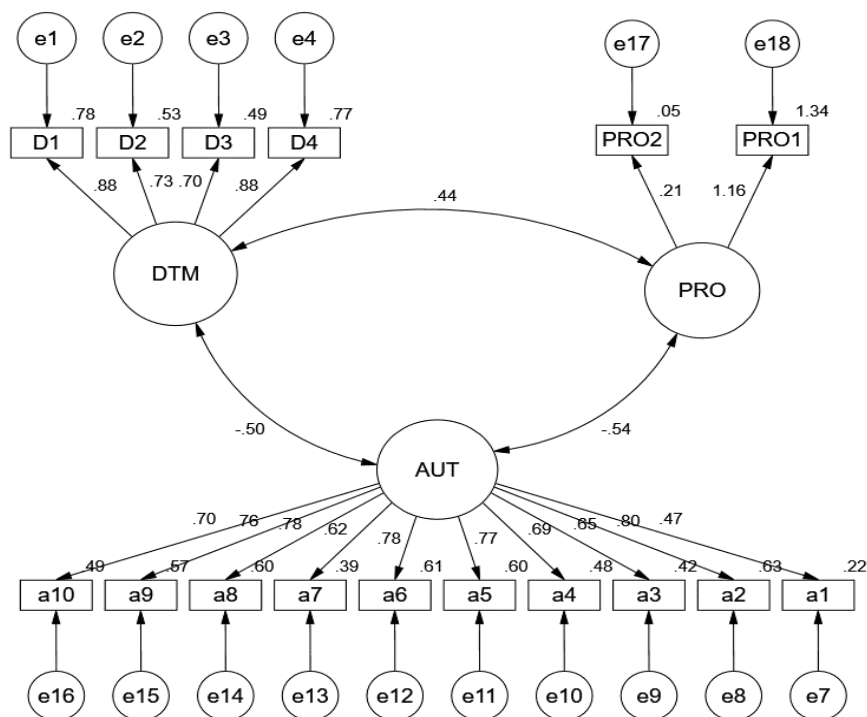 e1 e2 e3 e4 e17 e18
.78 .53 .49 .77 .05 1.34
D1 D2 D3 D4 PRO2 PRO1
.88 .73 .70 .88 .21 1.16
.44
DTM PRO
-.50 -.54
AUT
.70 .76 .78 .62 .78 .77 .69 .65 .80 .47
.49 .57 .60 .39 .61 .60 .48 .42 .63 .22
a10 a9 a8 a7 a6 a5 a4 a3 a2 a1
e16 e15 e14 e13 e12 e11 e10 e9 e8 e7